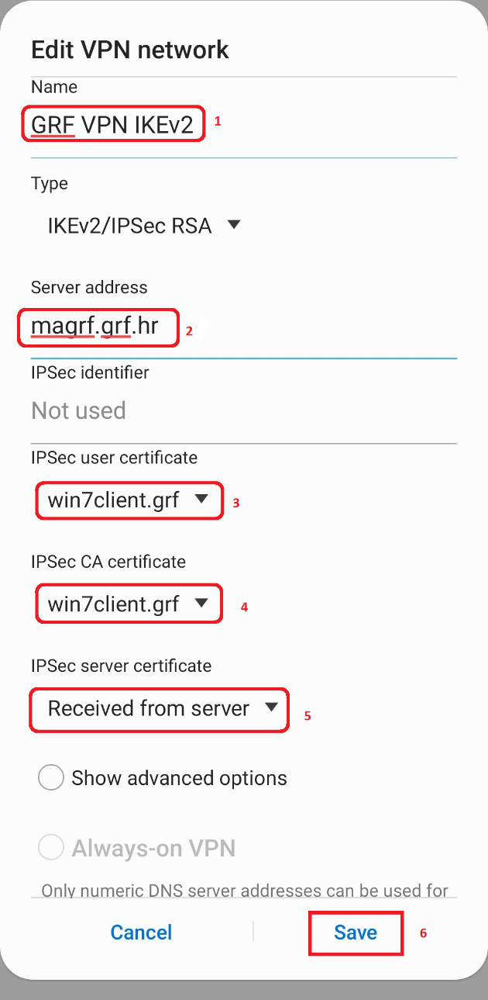 Edit VPN network
Name
GRF VPN IKEv2 1
Type
IKEv2/IPSec RSA
Server address
magrf.grf.hr 2
IPSec identifier
Not used
IPSec user certificate
win7client.grf 3
IPSec CA certificate
win7client.grf 4
IPSec server certificate
Received from server 5
Show advanced options
Always-on VPN
Only numeric DNS server addresses can be used for
Cancel Save 6